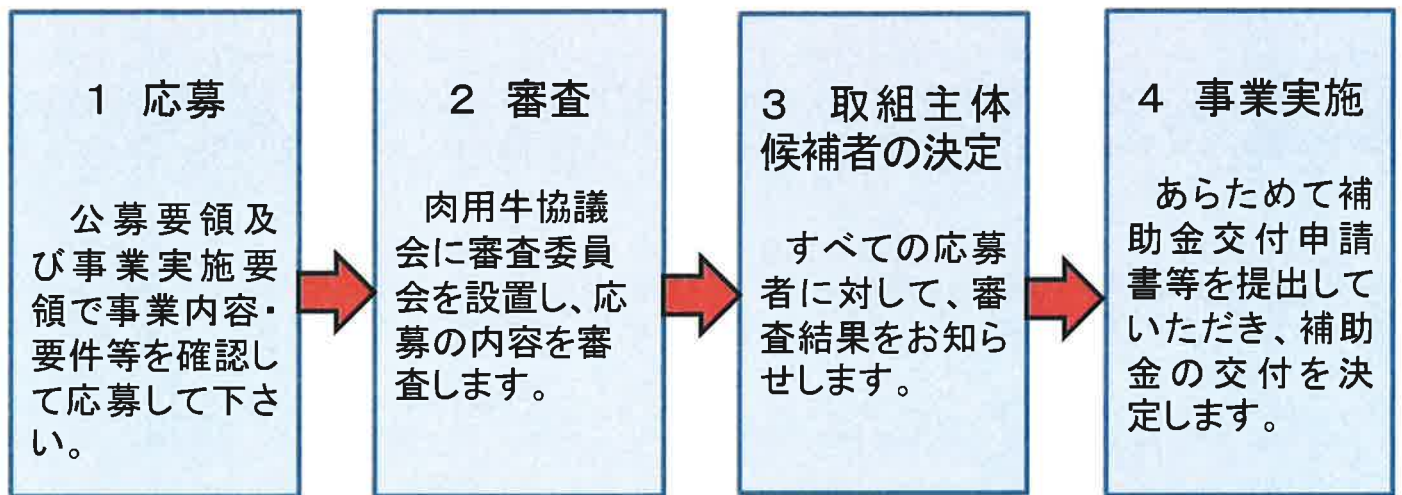 1 応募
公募要領及
び事業実施要
領で事業内容・
要件等を確認し
て応募して下さ
い。
2 審査
肉用牛協議
会に審査委員
会を設置し、応
募の内容を審
査します。
3 取組主体
候補者の決定
すべての応募
者に対して、審
査結果をお知ら
せします。
4 事業実施
あらためて補
助金交付申請
書等を提出して
いただき、補助
金の交付を決
定します。